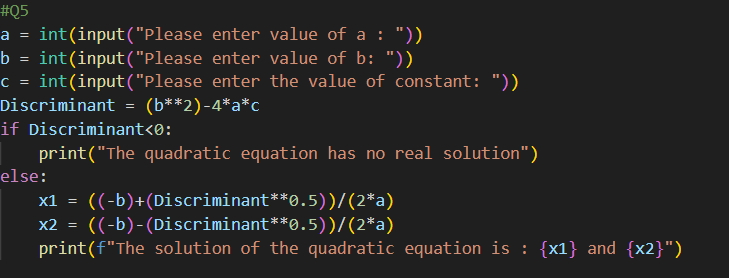 #Q5
a = int(input("Please enter value of a : "))
b = int(input("Please enter value of b: "))
c = int(input("Please enter the value of constant: "))
Discriminant = (b**2)-4*a*c
if Discriminant<0:
    print("The quadratic equation has no real solution")
else:
    x1 = ((-b)+(Discriminant**0.5))/(2*a)
    x2 = ((-b)-(Discriminant**0.5))/(2*a)
    print(f"The solution of the quadratic equation is : {x1} and {x2}")